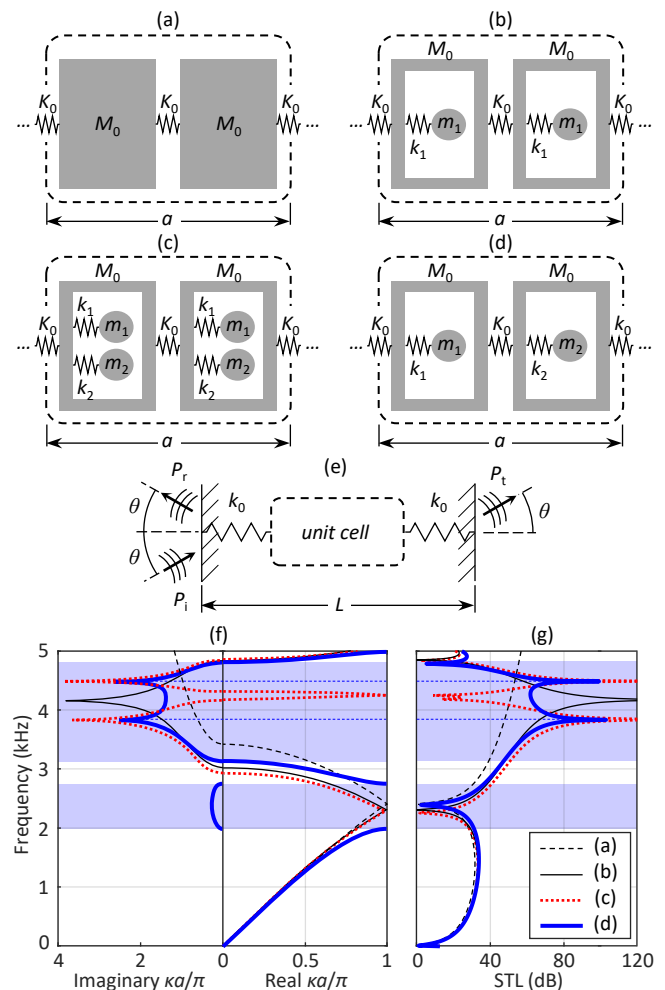 (a) (b)
K₀ M₀ K₀ M₀ K₀
... ...
a
M₀ M₀
K₀ k₁ m₁ K₀ k₁ m₁ K₀
... ...
a
(c) (d)
M₀ M₀
K₀ k₁ m₁ k₂ m₂ K₀ k₁ m₁ k₂ m₂ K₀
... ...
a
M₀ M₀
K₀ k₁ m₁ K₀ k₂ m₂ k₀
... ...
a
(e)
Pᵣ Pₜ
θ k₀ unit cell k₀ θ
θ
Pᵢ
L
(f) (g)
5
4
3
2
1
0
Frequency (kHz)
4 2 0 0.5 1
Imaginary κa/π Real κa/π
0 40 80 120
STL (dB)
(a)
(b)
(c)
(d)